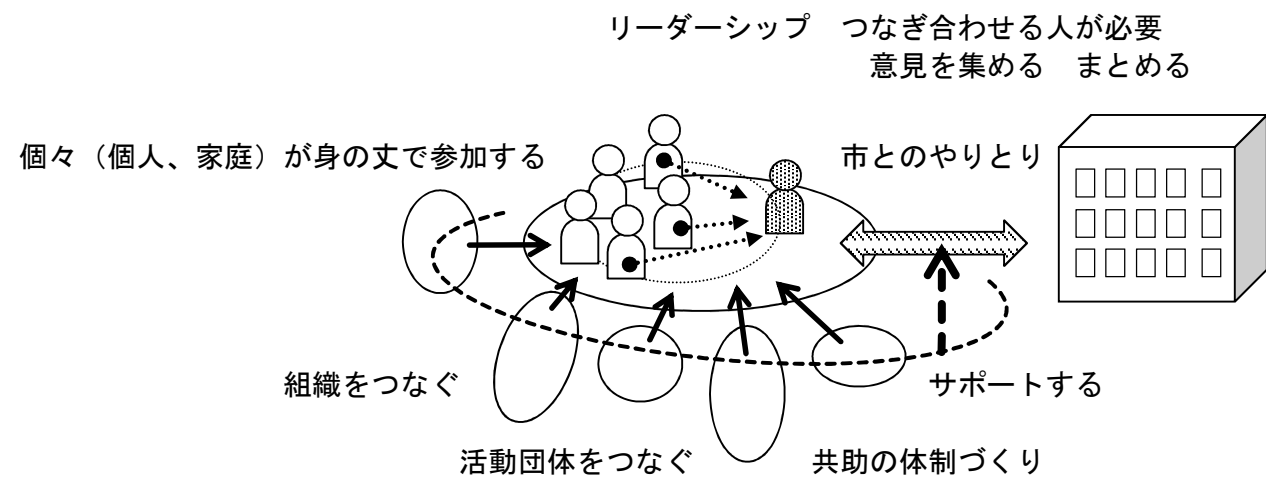 リーダーシップ　つなぎ合わせる人が必要
意見を集める　まとめる
個々（個人、家庭）が身の丈で参加する
市とのやりとり
組織をつなぐ
サポートする
活動団体をつなぐ
共助の体制づくり